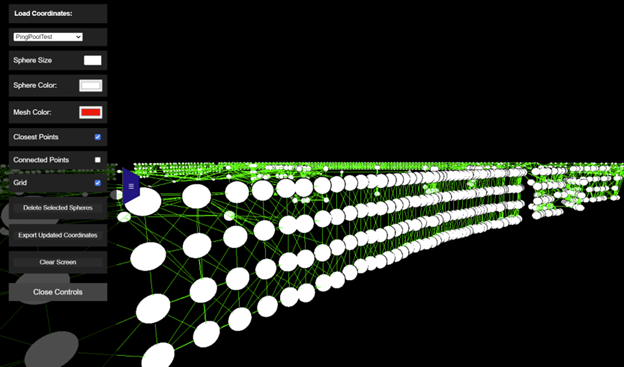 Load Coordinates:
PingPoolTest
Sphere Size
Sphere Color:
Mesh Color:
Closest Points
Connected Points
Grid
Delete Selected Spheres
Export Updated Coordinates
Clear Screen
Close Controls